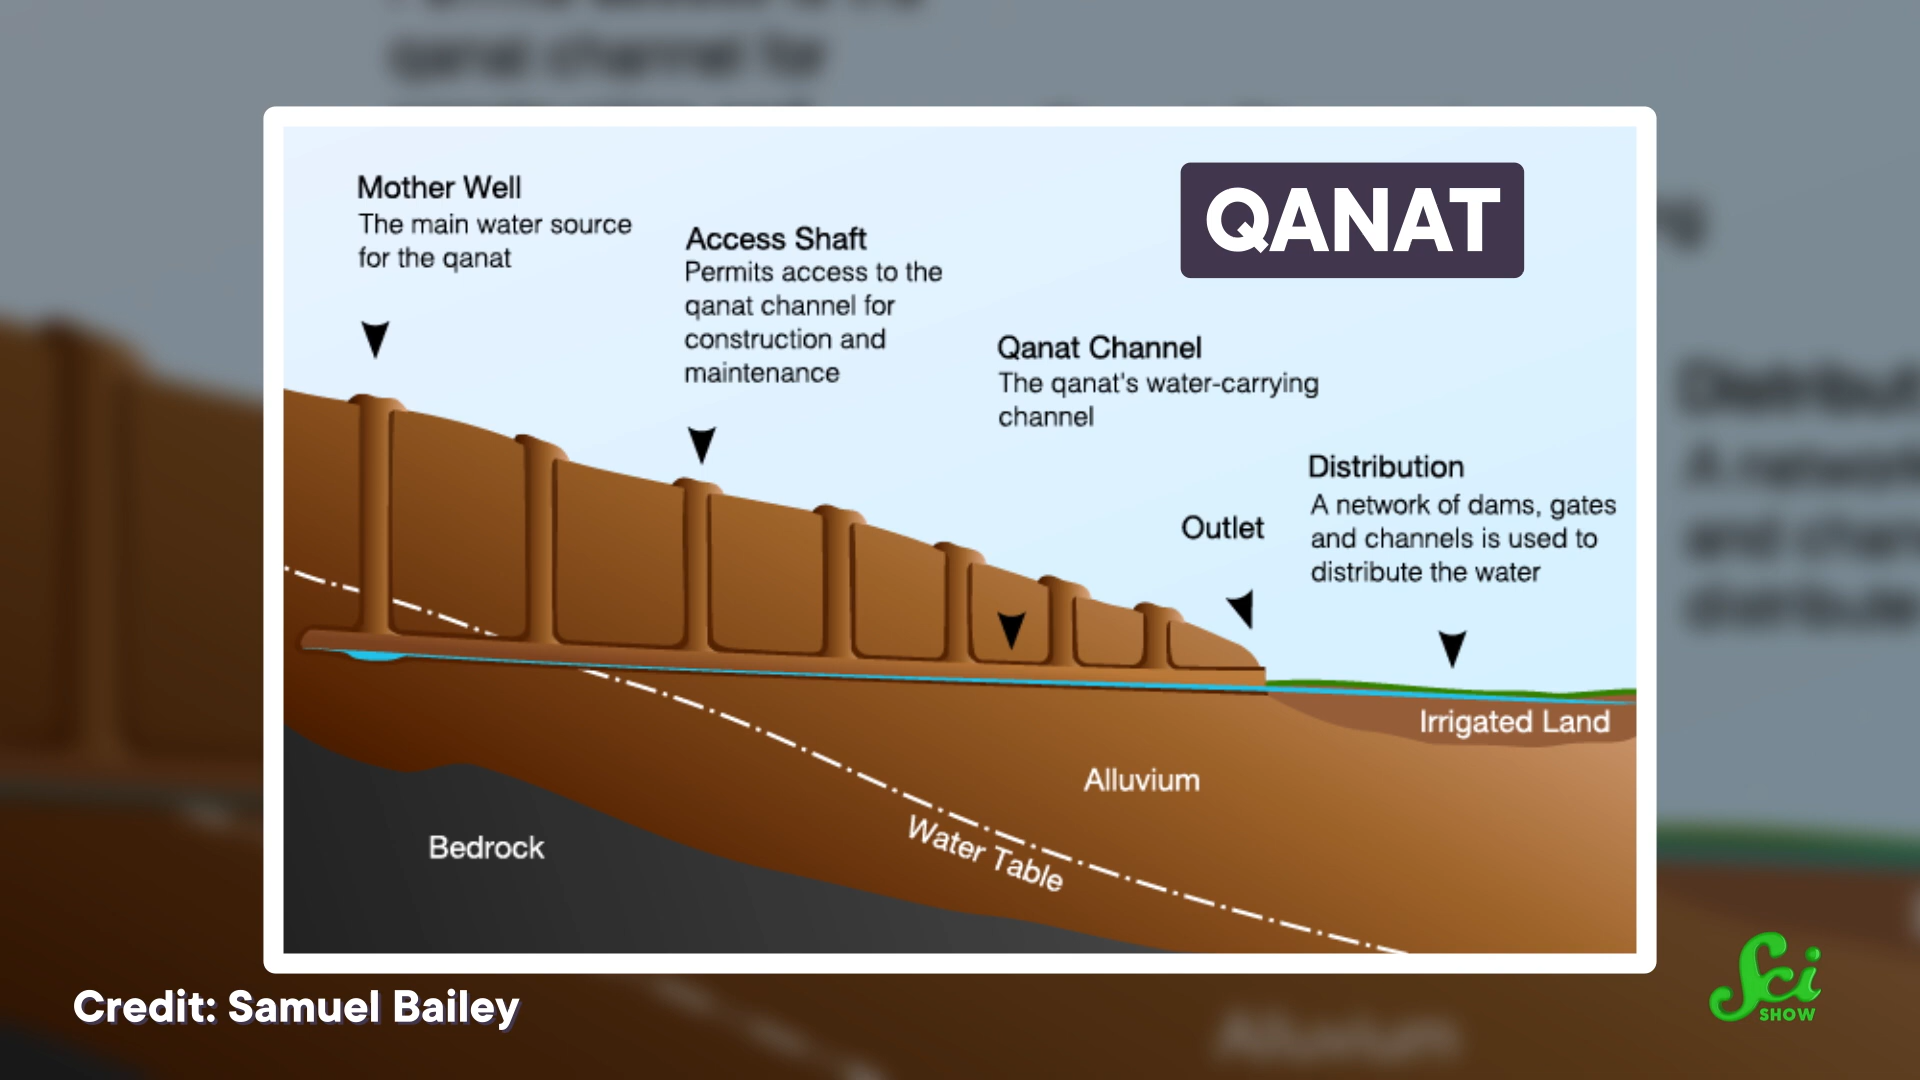 QANAT
Mother Well
The main water source
for the qanat
Access Shaft
Permits access to the
qanat channel for
construction and
maintenance
Qanat Channel
The qanat's water-carrying
channel
Outlet
Distribution
A network of dams, gates
and channels is used to
distribute the water
Irrigated Land
Alluvium
Water Table
Bedrock
Credit: Samuel Bailey
Sci
SHOW